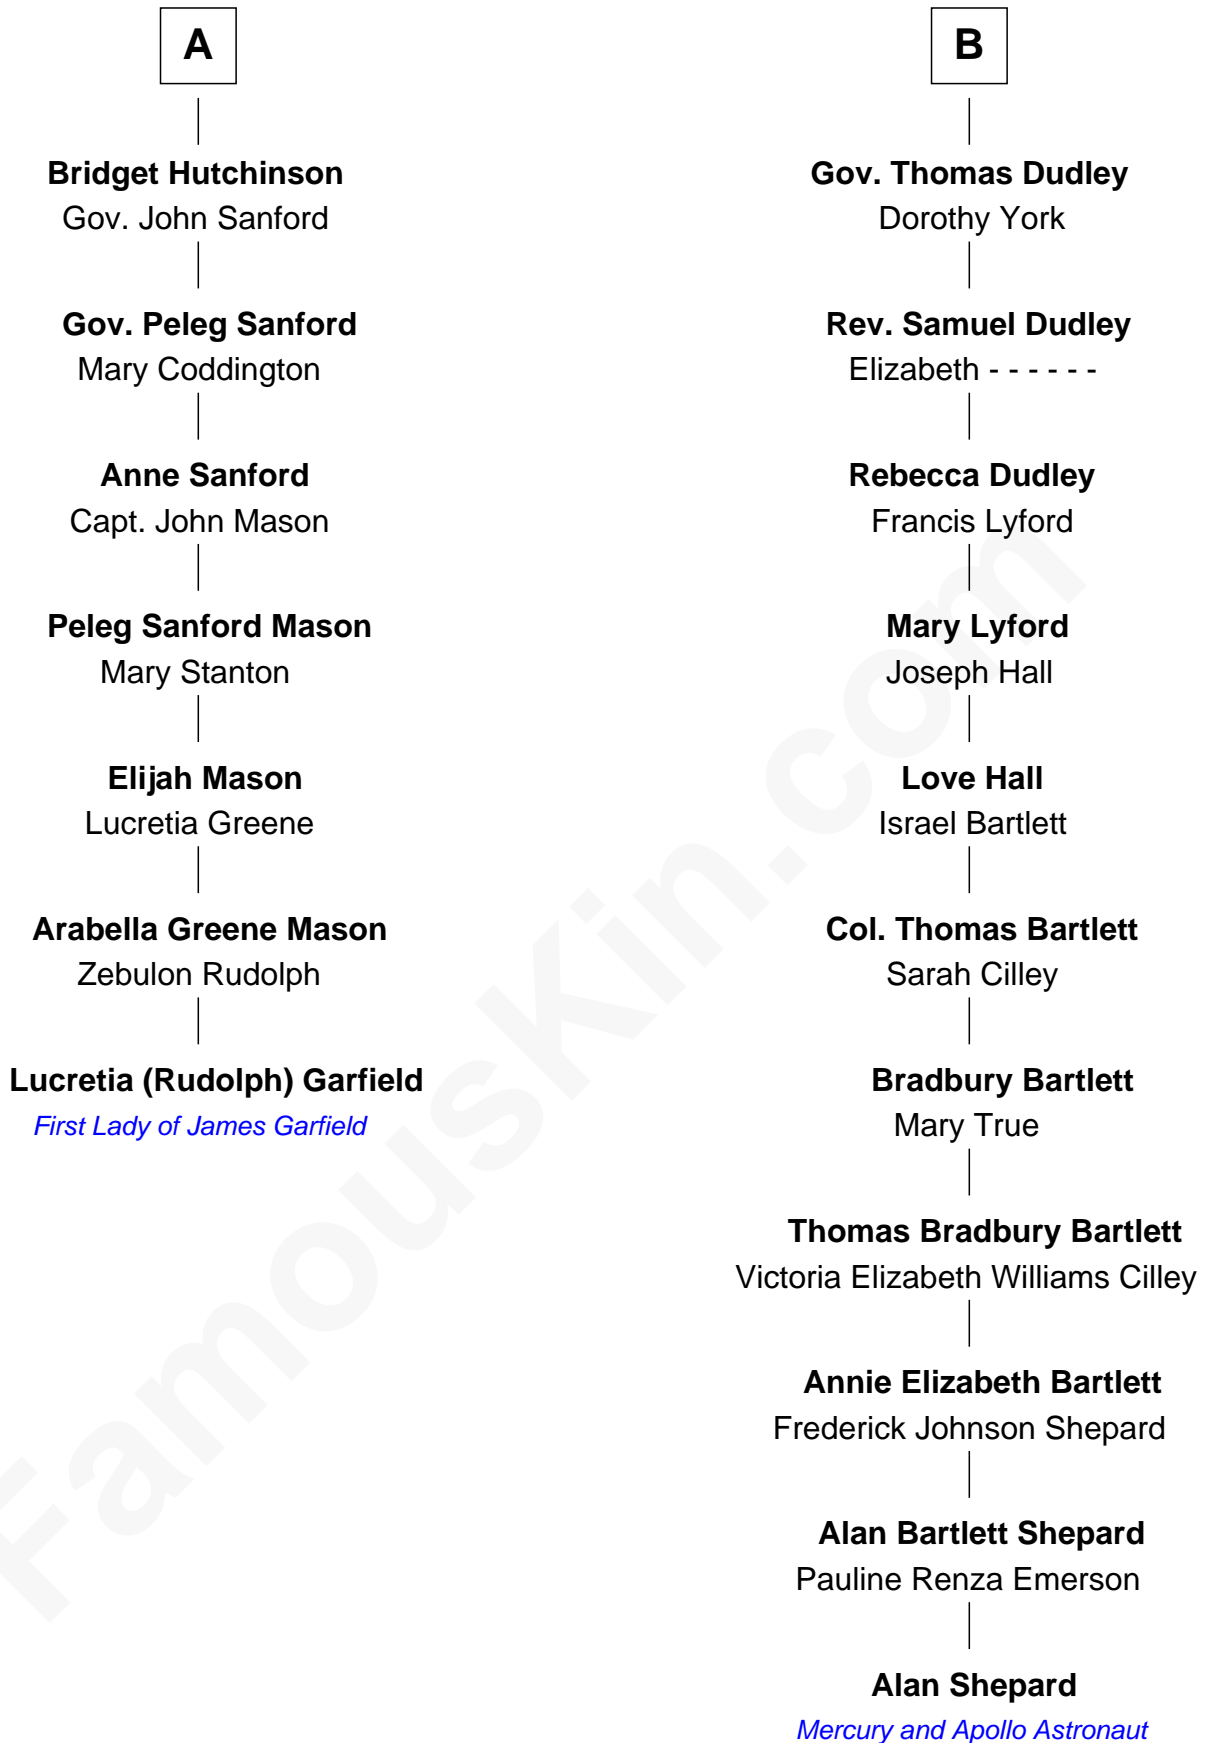 A
Bridget Hutchinson
Gov. John Sanford
Gov. Peleg Sanford
Mary Coddington
Anne Sanford
Capt. John Mason
Peleg Sanford Mason
Mary Stanton
Elijah Mason
Lucretia Greene
Arabella Greene Mason
Zebulon Rudolph
Lucretia (Rudolph) Garfield
First Lady of James Garfield
B
Gov. Thomas Dudley
Dorothy York
Rev. Samuel Dudley
Elizabeth - - - - - -
Rebecca Dudley
Francis Lyford
Mary Lyford
Joseph Hall
Love Hall
Israel Bartlett
Col. Thomas Bartlett
Sarah Cilley
Bradbury Bartlett
Mary True
Thomas Bradbury Bartlett
Victoria Elizabeth Williams Cilley
Annie Elizabeth Bartlett
Frederick Johnson Shepard
Alan Bartlett Shepard
Pauline Renza Emerson
Alan Shepard
Mercury and Apollo Astronaut
FamousKin.com